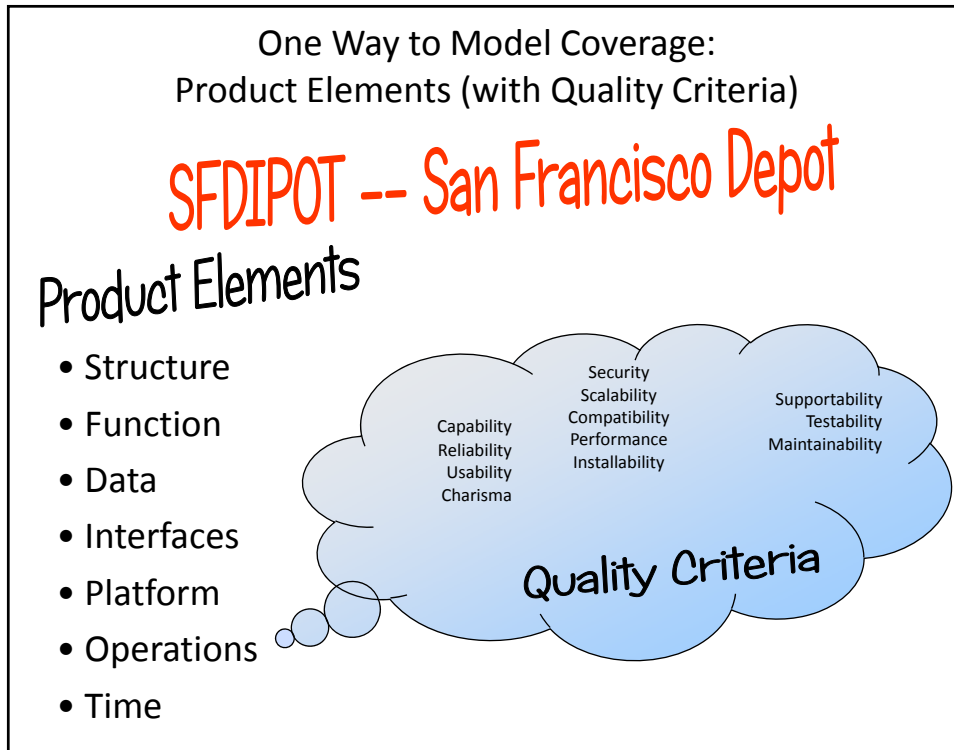 One Way to Model Coverage:
Product Elements (with Quality Criteria)
SFDIPOT -- San Francisco Depot
Product Elements
• Structure
• Function
• Data
• Interfaces
• Platform
• Operations
• Time
Capability
Reliability
Usability
Charisma
Security
Scalability
Compatibility
Performance
Installability
Supportability
Testability
Maintainability
Quality Criteria